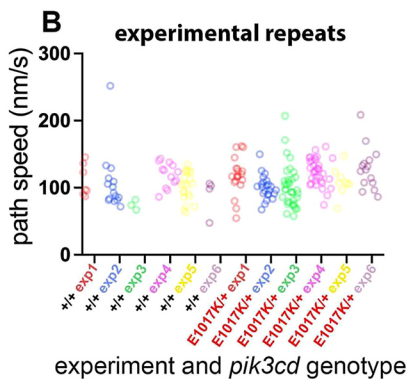 B
experimental repeats
path speed (nm/s)
300
200
100
0
+/+ exp1
+/+ exp2
+/+ exp3
+/+ exp4
+/+ exp5
+/+ exp6
E1017K/+ exp1
E1017K/+ exp2
E1017K/+ exp3
E1017K/+ exp4
E1017K/+ exp5
E1017K/+ exp6
experiment and pik3cd genotype